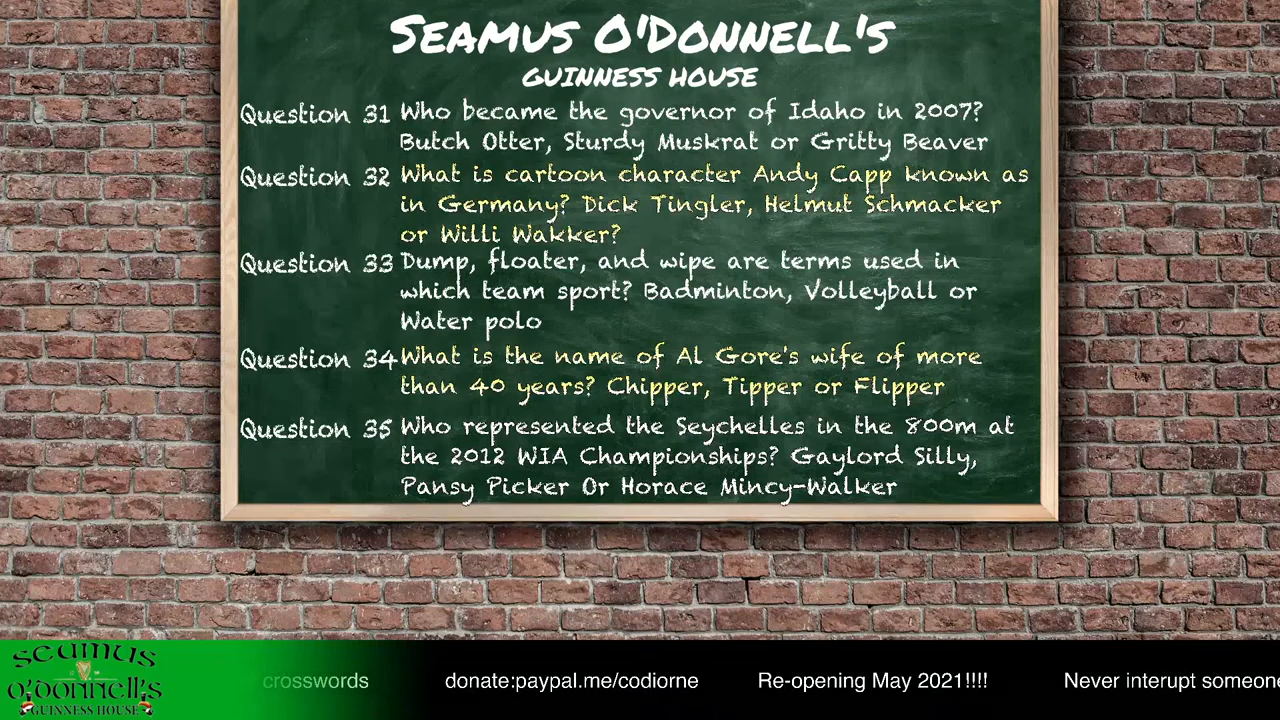 SEAMUS O'DONNELL'S
GUINNESS HOUSE
Question 31 Who became the governor of Idaho in 2007?
Butch Otter, Sturdy Muskrat or Gritty Beaver
Question 32 What is cartoon character Andy Capp known as
in Germany? Dick Tingler, Helmut Schmacker
or Willi Wakker?
Question 33 Dump, floater, and wipe are terms used in
which team sport? Badminton, Volleyball or
Water polo
Question 34 What is the name of Al Gore's wife of more
than 40 years? Chipper, Tipper or Flipper
Question 35 Who represented the Seychelles in the 800m at
the 2012 WIA Championships? Gaylord Silly,
Pansy Picker Or Horace Mincy-Walker
seamus
o'donnell's
GUINNESS HOUSE
crosswords donate:paypal.me/codiorne Re-opening May 2021!!!! Never interupt someone